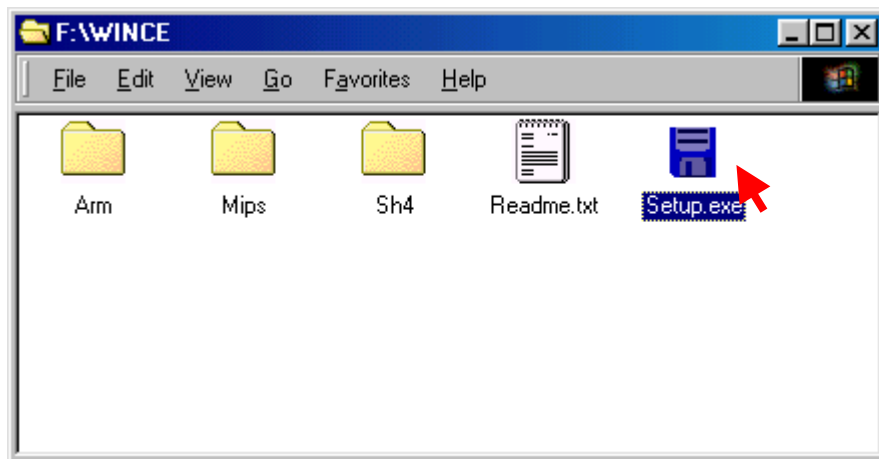 F:\WINCE
File Edit View Go Favorites Help
Arm Mips Sh4 Readme.txt Setup.exe